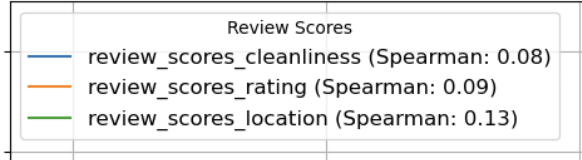 Review Scores
review_scores_cleanliness (Spearman: 0.08)
review_scores_rating (Spearman: 0.09)
review_scores_location (Spearman: 0.13)